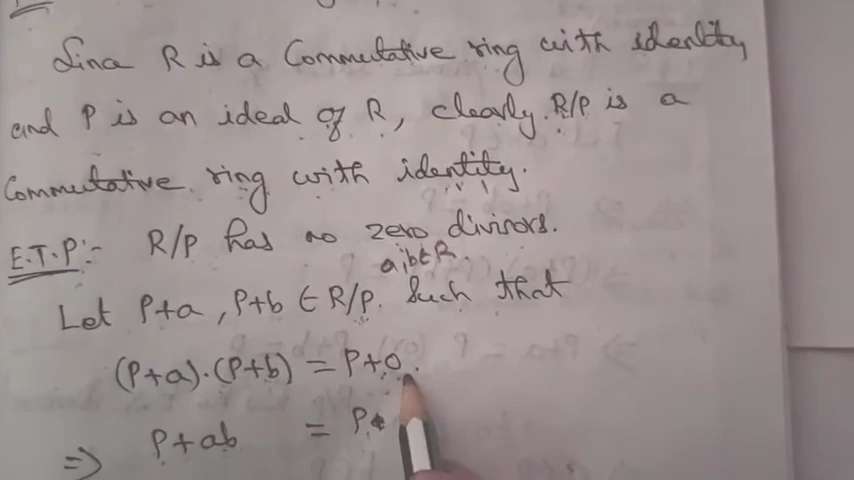 Since R is a Commutative ring with identity
and P is an ideal of R, clearly R/P is a
Commutative ring with identity.
E.T.P:- R/P has no zero divisors.
a,b∈R.
Let P+a, P+b ∈ R/P. Such that
(P+a).(P+b) = P+0.
⇒ P+ab = P